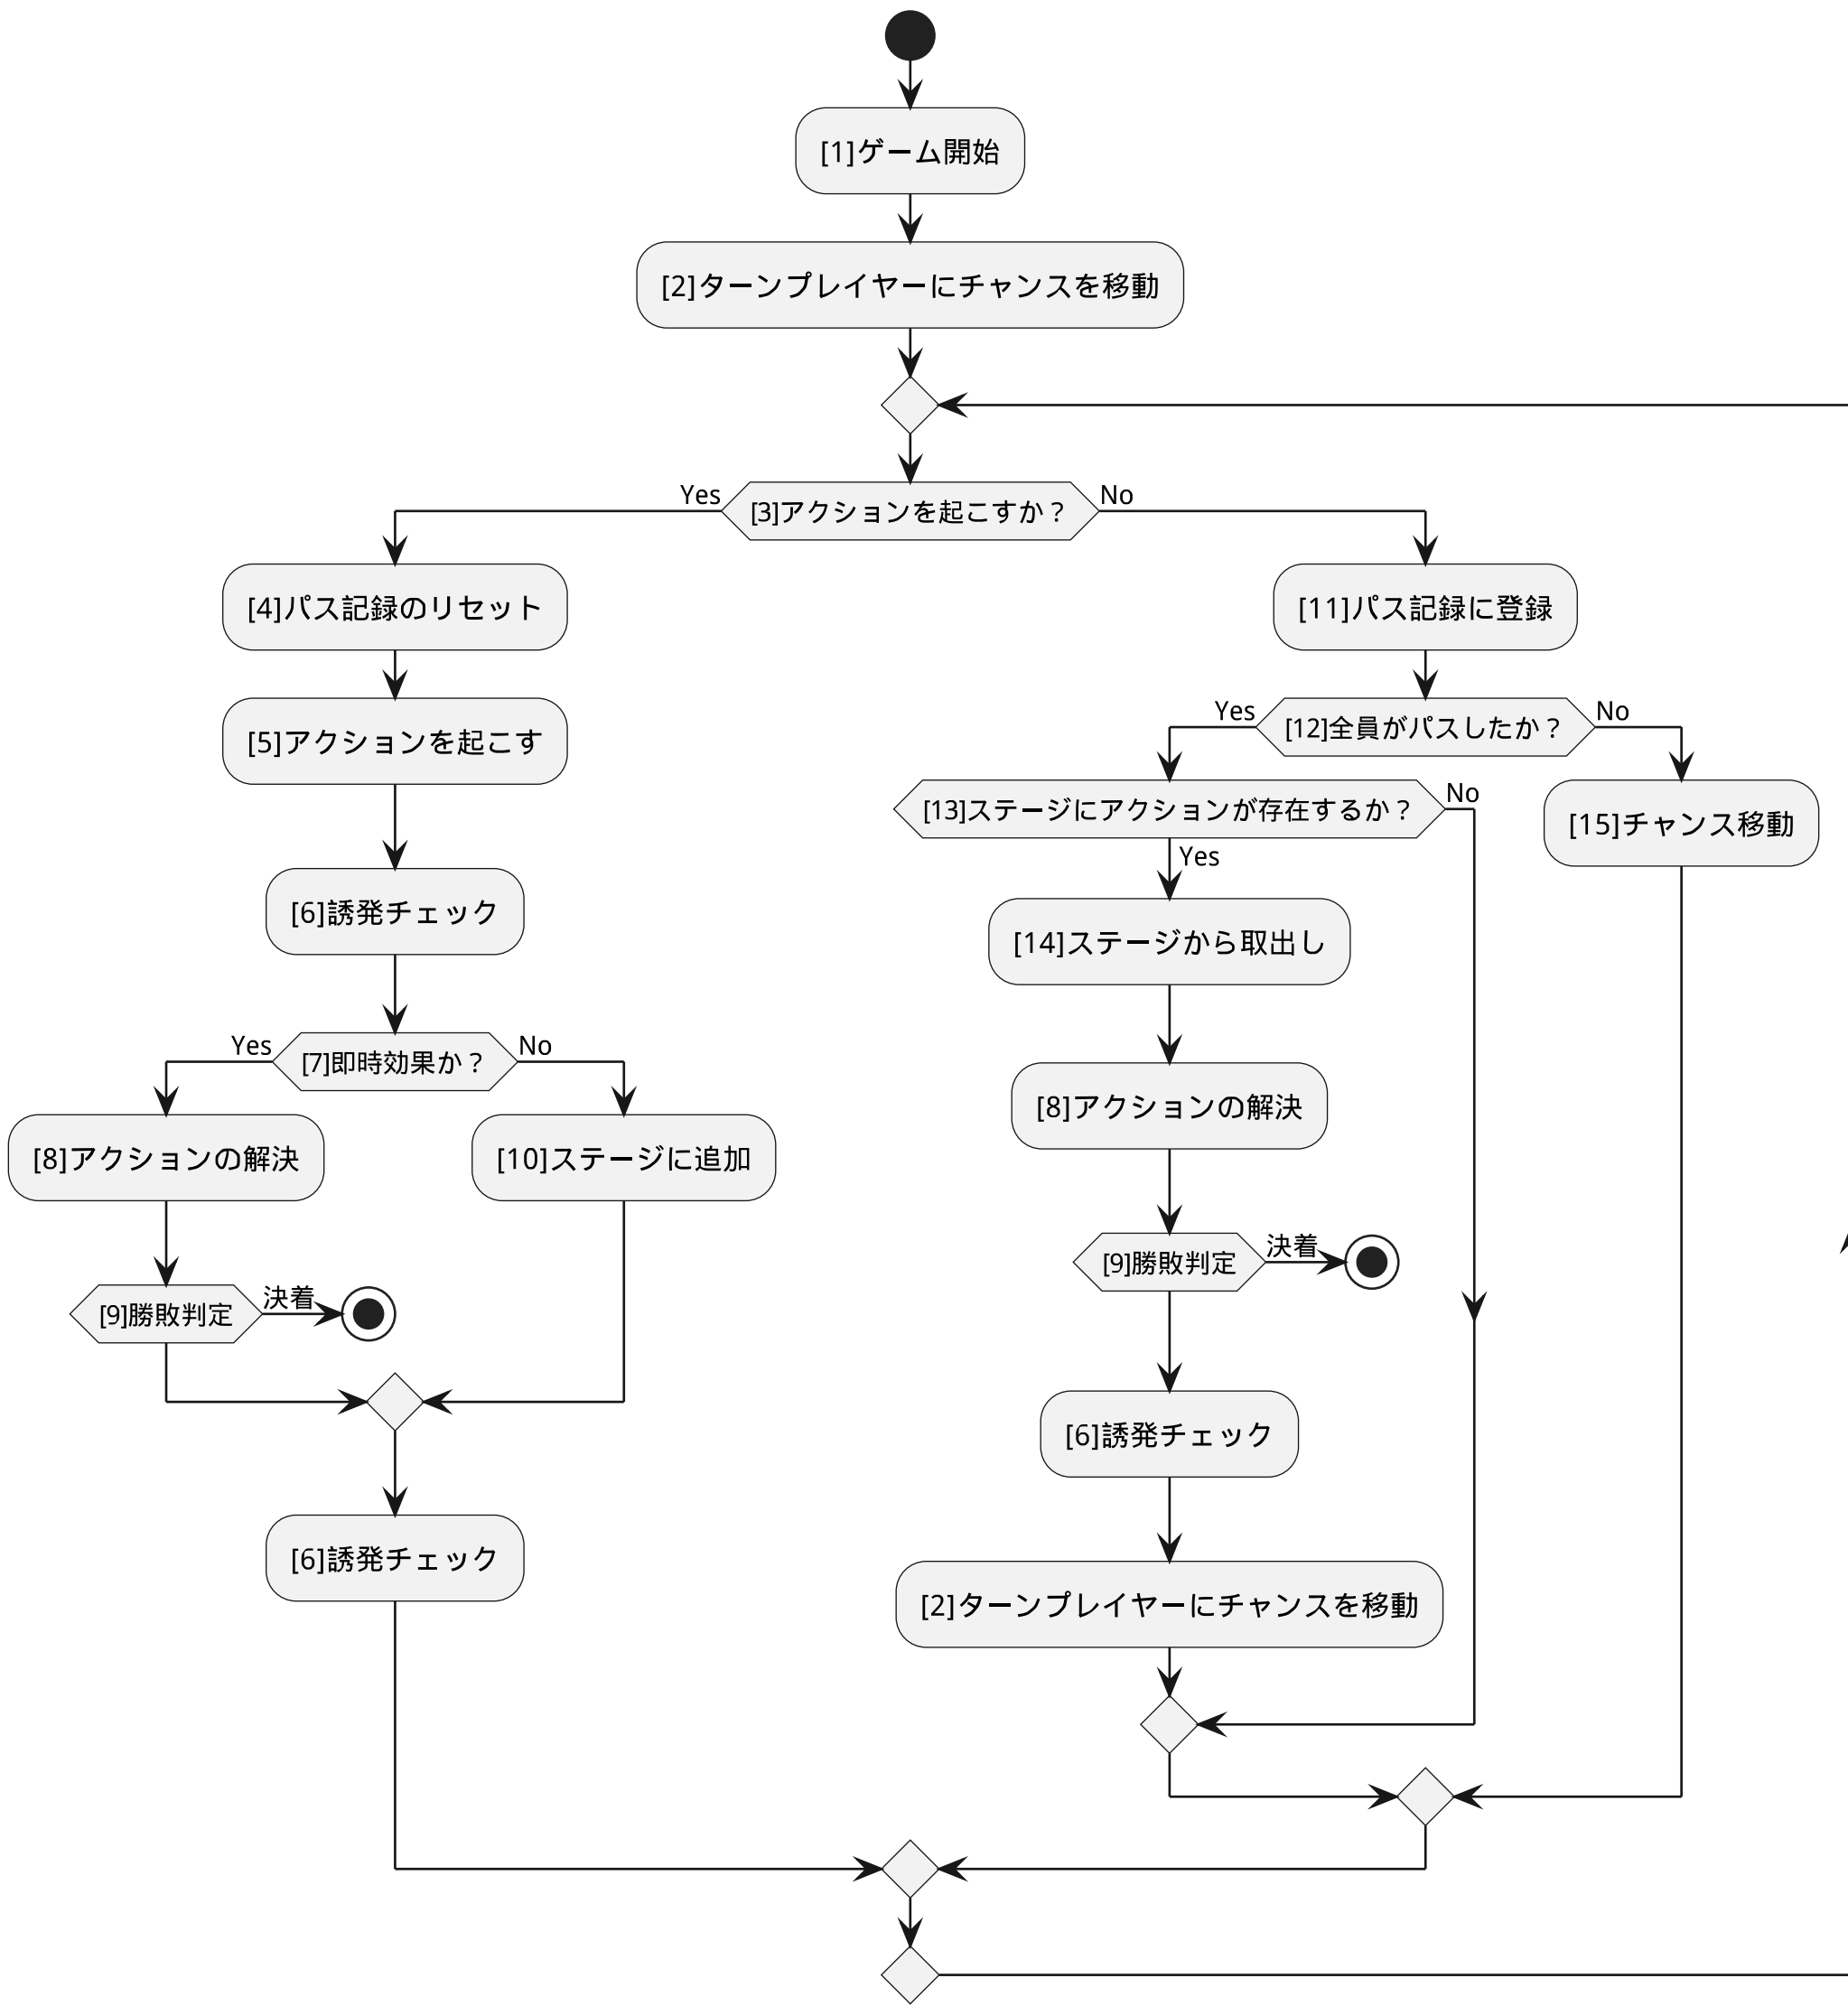 [1]ゲーム開始
[2]ターンプレイヤーにチャンスを移動
Yes
[3]アクションを起こすか？
No
[4]パス記録のリセット
[5]アクションを起こす
[6]誘発チェック
Yes
[7]即時効果か？
No
[8]アクションの解決
[9]勝敗判定
決着
[10]ステージに追加
[6]誘発チェック
[11]パス記録に登録
Yes
[12]全員がパスしたか？
No
[13]ステージにアクションが存在するか？
No
Yes
[14]ステージから取出し
[8]アクションの解決
[9]勝敗判定
決着
[6]誘発チェック
[2]ターンプレイヤーにチャンスを移動
[15]チャンス移動